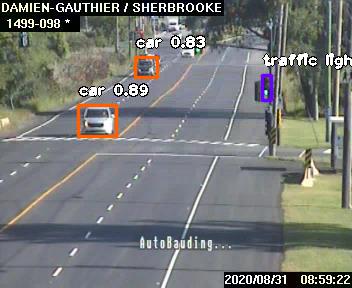 DAMIEN-GAUTHIER / SHERBROOKE
1499-098 *
car 0.83
traffic ligh
car 0.89
AutoBauding...
2020/08/31 08:59:22